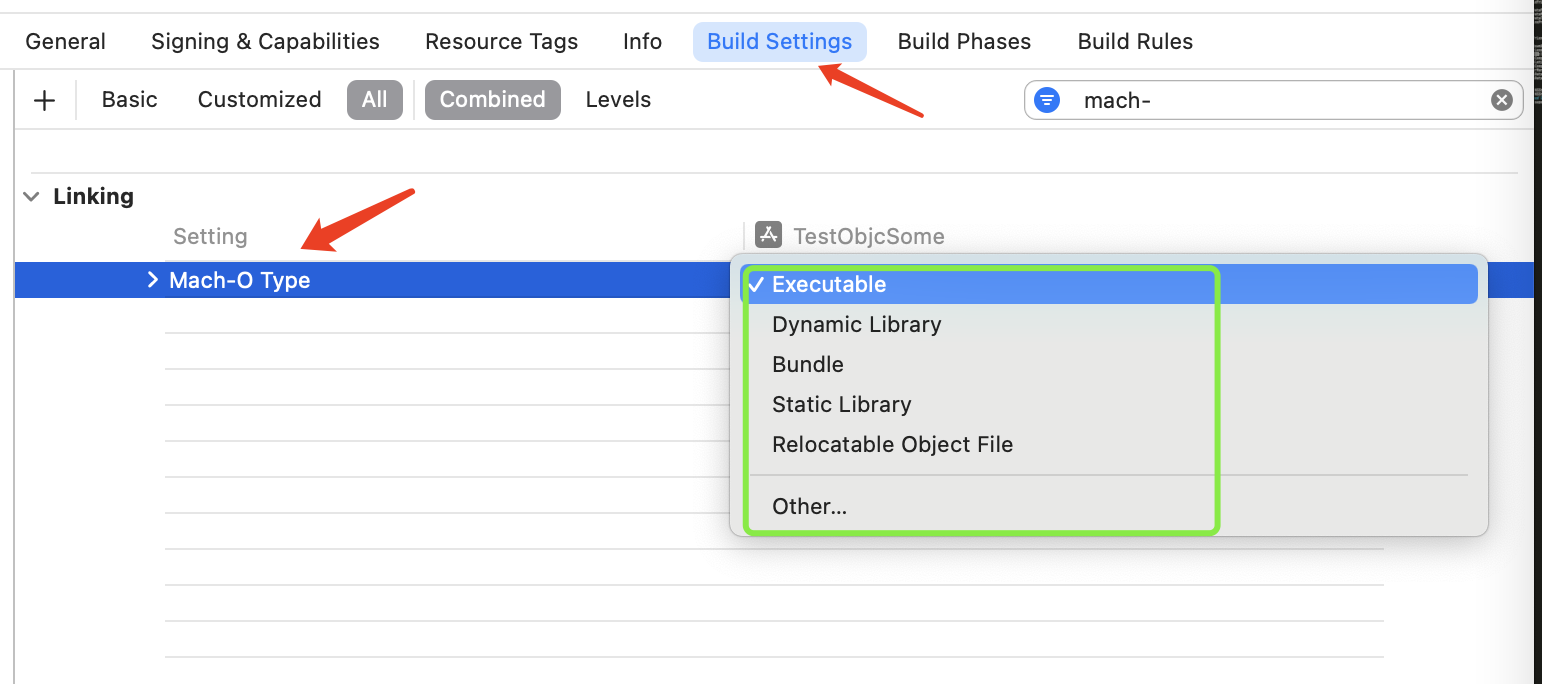 General Signing & Capabilities Resource Tags Info Build Settings Build Phases Build Rules
Basic Customized All Combined Levels mach-
Linking
Setting TestObjcSome
Mach-O Type Executable
Dynamic Library
Bundle
Static Library
Relocatable Object File
Other...